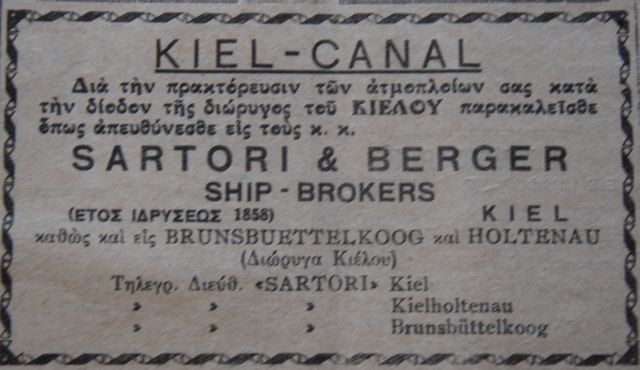 KIEL-CANAL
Διὰ τὴν πρακτόρευσιν τῶν ἀτμοπλοίων σας κατὰ
τὴν δίοδον τῆς διώρυγος τοῦ ΚΙΕΛΟΥ παρακαλεῖσθε
ὅπως ἀπευθύνεσθε εἰς τοὺς κ. κ.
SARTORI & BERGER
SHIP - BROKERS
(ΕΤΟΣ ΙΔΡΥΣΕΩΣ 1858) KIEL
καθὼς καὶ εἰς BRUNSBUETTELKOOG καὶ HOLTENAU
(Διώρυγα Κιέλου)
Τηλεγρ. Διεύθ. «SARTORI» Kiel
» » » Kielholtenau
» » » Brunsbüttelkoog